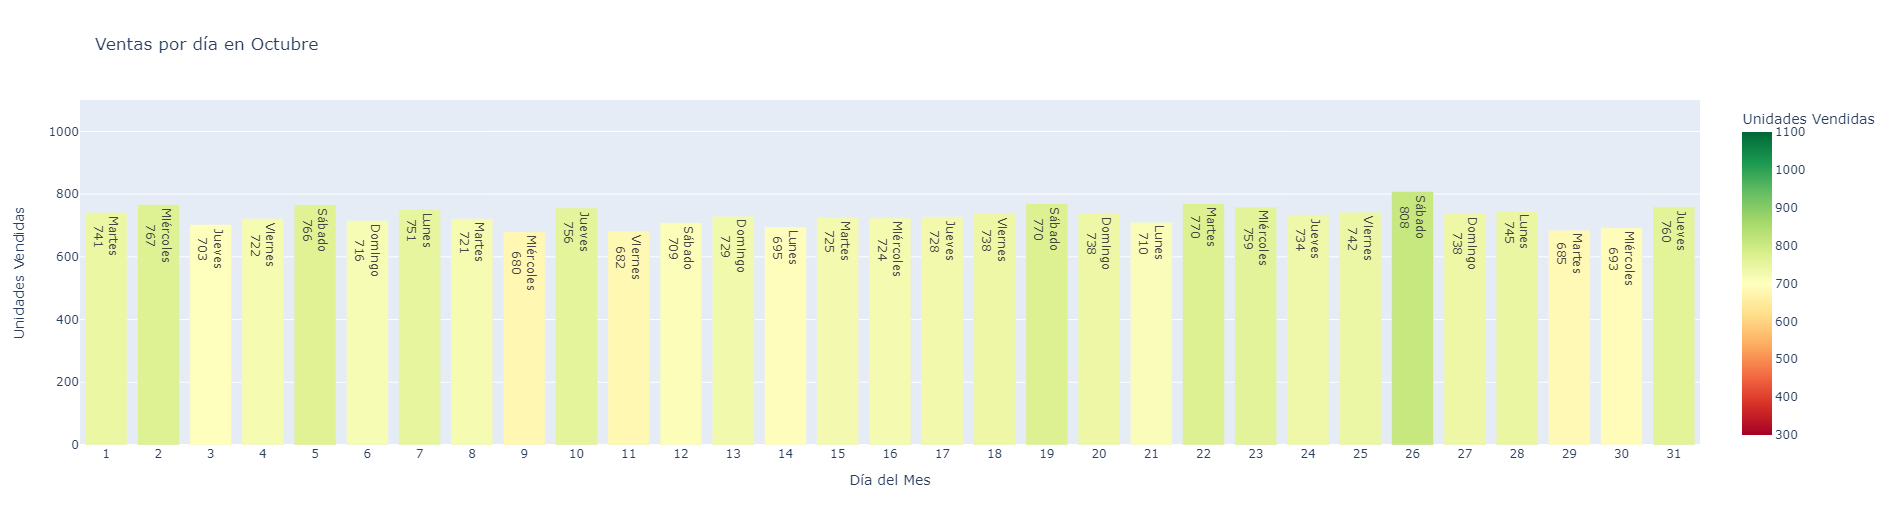 Ventas por día en Octubre
Unidades Vendidas
1000
800
600
400
200
0
Martes
741
Miércoles
767
Jueves
703
Viernes
722
Sábado
766
Domingo
716
Lunes
751
Martes
721
Miércoles
680
Jueves
756
Viernes
682
Sábado
709
Domingo
729
Lunes
695
Martes
725
Miércoles
724
Jueves
728
Viernes
738
Sábado
770
Domingo
738
Lunes
710
Martes
770
Miércoles
759
Jueves
734
Viernes
742
Sábado
808
Domingo
738
Lunes
745
Martes
685
Miércoles
693
Jueves
760
1 2 3 4 5 6 7 8 9 10 11 12 13 14 15 16 17 18 19 20 21 22 23 24 25 26 27 28 29 30 31
Día del Mes
Unidades Vendidas
1100
1000
900
800
700
600
500
400
300